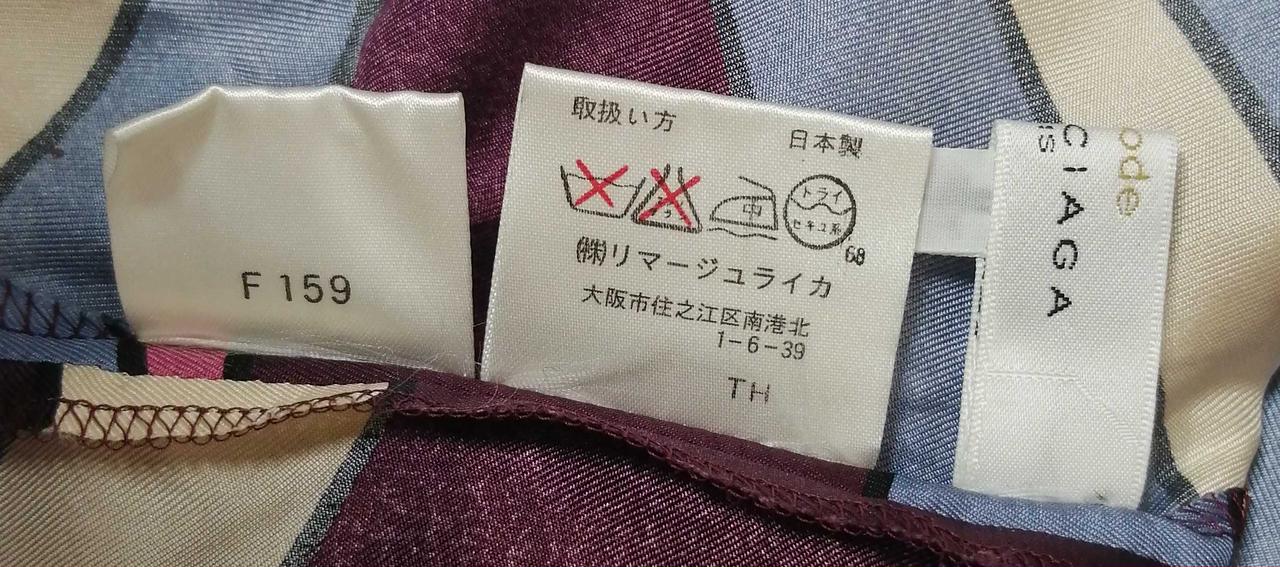 F 159
取扱い方
日本製
中
トライ
セキユ系
68
㈱リマージュライカ
大阪市住之江区南港北
1-6-39
TH
ode
CIAGA
IS